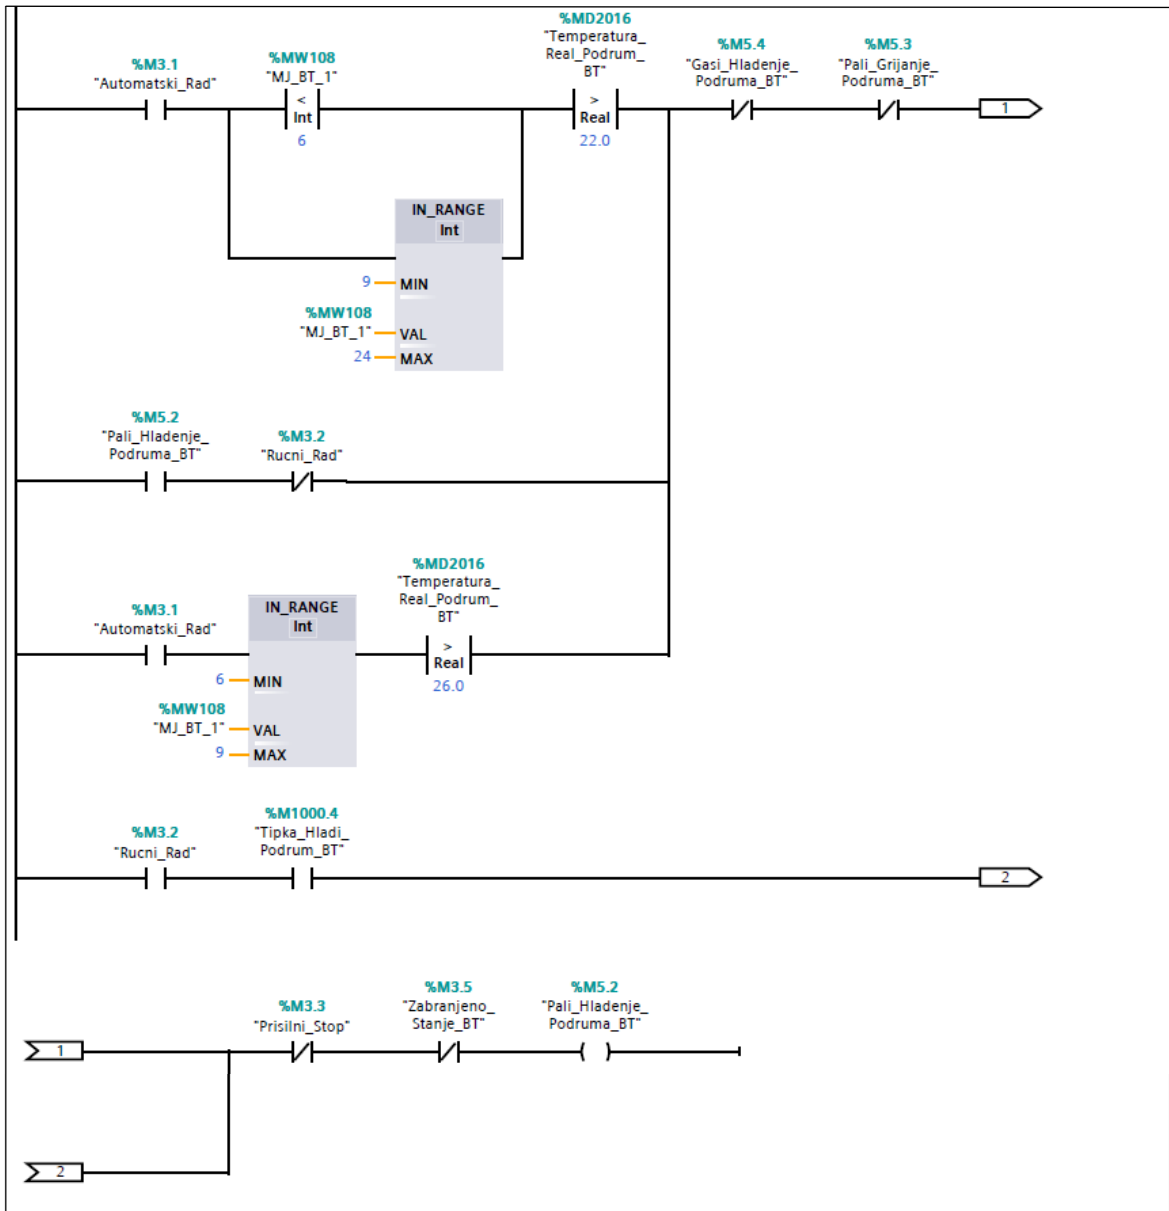 %M3.1
"Automatski_Rad"
%MW108
"MJ_BT_1"
<
Int
6
%MD2016
"Temperatura_
Real_Podrum_
BT"
>
Real
22.0
%M5.4
"Gasi_Hladenje_
Podruma_BT"
%M5.3
"Pali_Grijanje_
Podruma_BT"
1
IN_RANGE
Int
9
MIN
%MW108
"MJ_BT_1"
VAL
24
MAX
%M5.2
"Pali_Hladenje_
Podruma_BT"
%M3.2
"Rucni_Rad"
%M3.1
"Automatski_Rad"
IN_RANGE
Int
6
MIN
%MW108
"MJ_BT_1"
VAL
9
MAX
%MD2016
"Temperatura_
Real_Podrum_
BT"
>
Real
26.0
%M3.2
"Rucni_Rad"
%M1000.4
"Tipka_Hladi_
Podrum_BT"
2
1
%M3.3
"Prisilni_Stop"
%M3.5
"Zabranjeno_
Stanje_BT"
%M5.2
"Pali_Hladenje_
Podruma_BT"
2